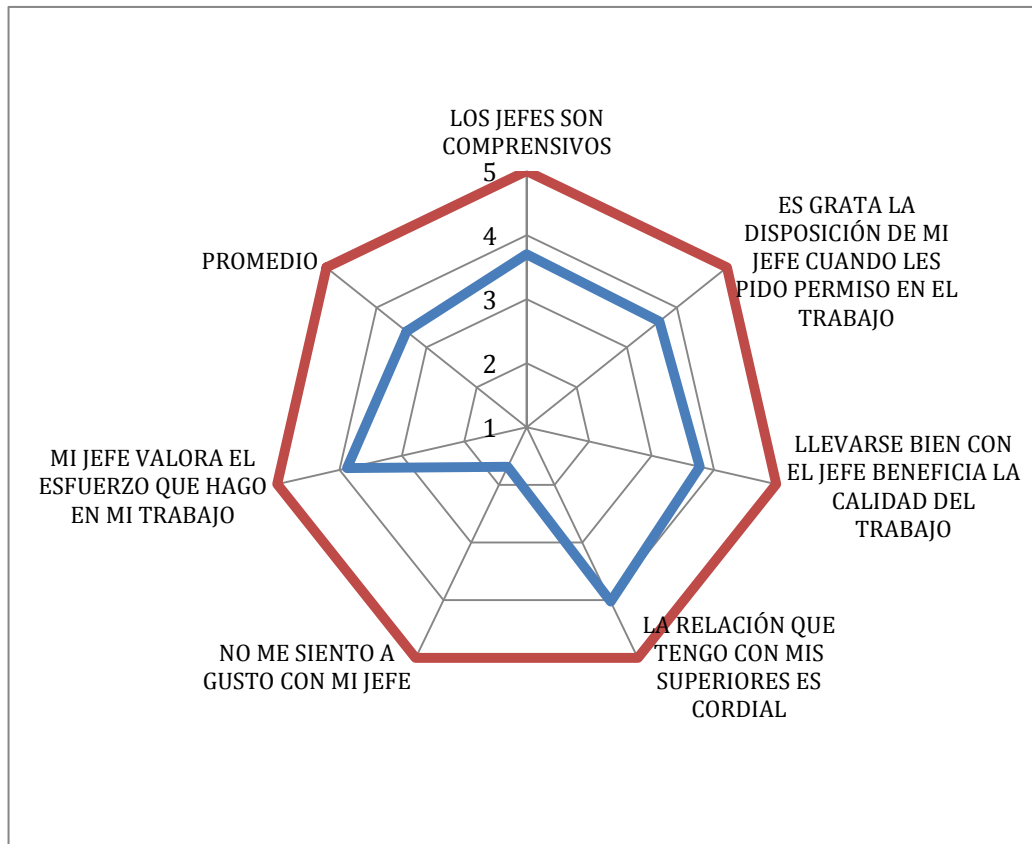 LOS JEFES SON
COMPRENSIVOS
5
4
3
2
1
ES GRATA LA
DISPOSICIÓN DE MI
JEFE CUANDO LES
PIDO PERMISO EN EL
TRABAJO
LLEVARSE BIEN CON
EL JEFE BENEFICIA LA
CALIDAD DEL
TRABAJO
LA RELACIÓN QUE
TENGO CON MIS
SUPERIORES ES
CORDIAL
NO ME SIENTO A
GUSTO CON MI JEFE
MI JEFE VALORA EL
ESFUERZO QUE HAGO
EN MI TRABAJO
PROMEDIO